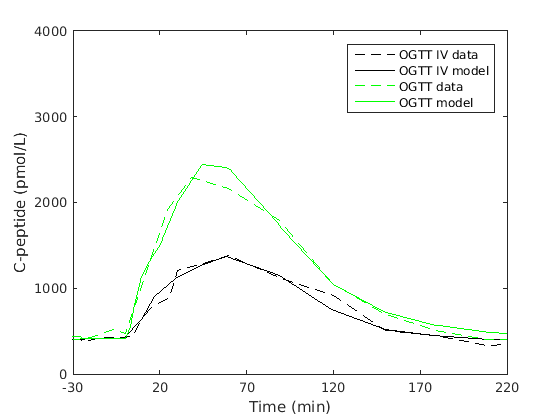 4000
3000
2000
1000
0
C-peptide (pmol/L)
OGTT IV data
OGTT IV model
OGTT data
OGTT model
-30
20
70
120
170
220
Time (min)